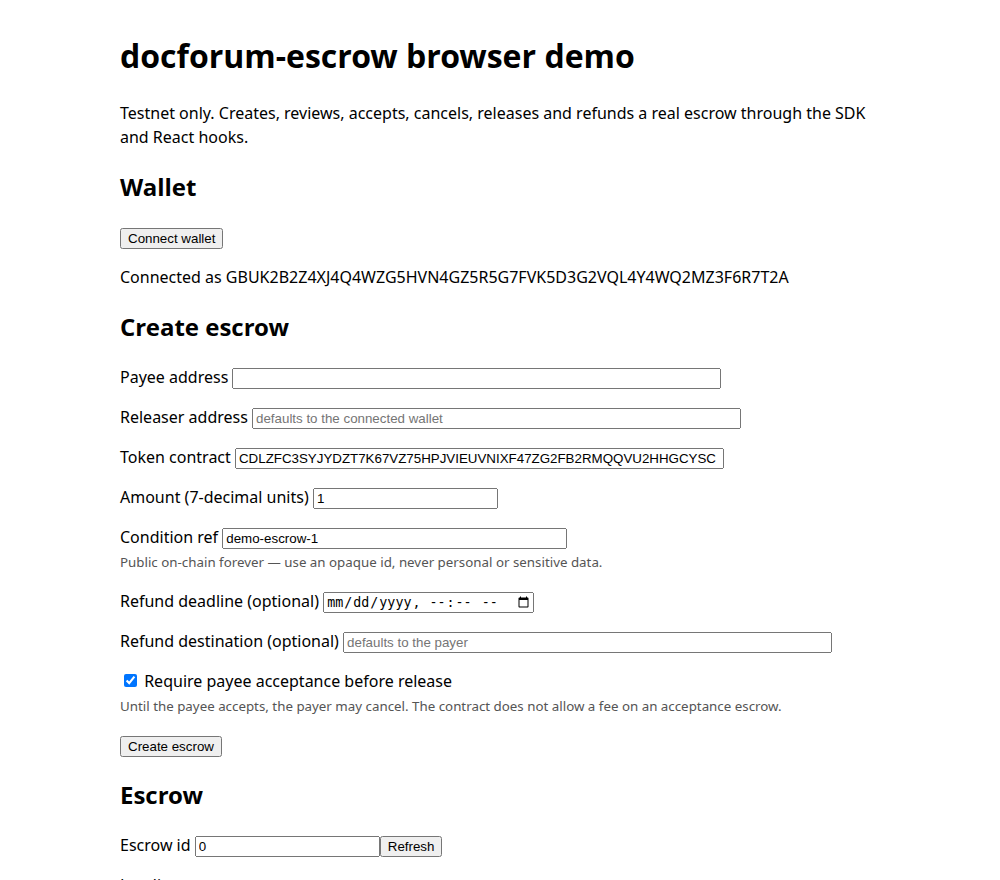 docforum-escrow browser demo
Testnet only. Creates, reviews, accepts, cancels, releases and refunds a real escrow through the SDK
and React hooks.
Wallet
Connect wallet
Connected as GBUK2B2Z4XJ4Q4WZG5HVN4GZ5R5G7FVK5D3G2VQL4Y4WQ2MZ3F6R7T2A
Create escrow
Payee address
Releaser address defaults to the connected wallet
Token contract CDLZFC3SYJYDZT7K67VZ75HPJVIEUVNIXF47ZG2FB2RMQQVU2HHGCYSC
Amount (7-decimal units) 1
Condition ref demo-escrow-1
Public on-chain forever — use an opaque id, never personal or sensitive data.
Refund deadline (optional) mm/dd/yyyy, --:-- --
Refund destination (optional) defaults to the payer
Require payee acceptance before release
Until the payee accepts, the payer may cancel. The contract does not allow a fee on an acceptance escrow.
Create escrow
Escrow
Escrow id 0 Refresh